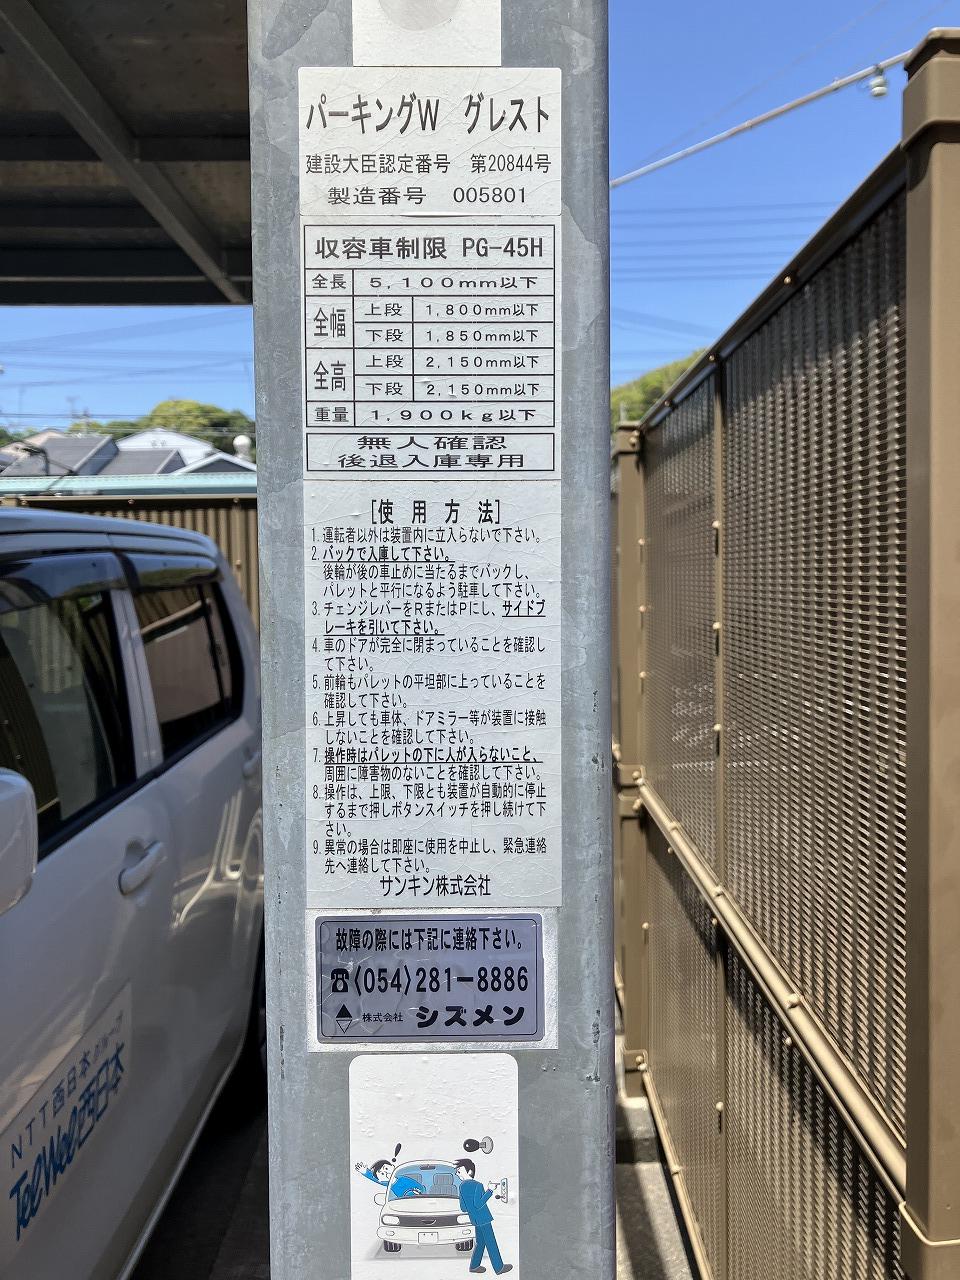 パーキングW グレスト
建設大臣認定番号 第20844号
製造番号 005801
収容車制限 PG-45H
全長 5,100mm以下
全幅 上段 1,800mm以下
下段 1,850mm以下
全高 上段 2,150mm以下
下段 2,150mm以下
重量 1,900kg以下
無人確認
後退入庫専用
[使用方法]
1. 運転者以外は装置内に立入らないで下さい。
2. バックで入庫して下さい。
後輪が後の車止めに当たるまでバックし、
パレットと平行になるよう駐車して下さい。
3. チェンジレバーをRまたはPにし、サイドブ
レーキを引いて下さい。
4. 車のドアが完全に閉まっていることを確認し
て下さい。
5. 前輪もパレットの平坦部に上っていることを
確認して下さい。
6. 上昇しても車体、ドアミラー等が装置に接触
しないことを確認して下さい。
7. 操作時はパレットの下に人が入らないこと、
周囲に障害物のないことを確認して下さい。
8. 操作は、上限、下限とも装置が自動的に停止
するまで押しボタンスイッチを押し続けて下
さい。
9. 異常の場合は即座に使用を中止し、緊急連絡
先へ連絡して下さい。
サンキン株式会社
故障の際には下記に連絡下さい。
☎(054)281-8886
株式会社 シズメン
NTT西日本グループ
TelWel西日本